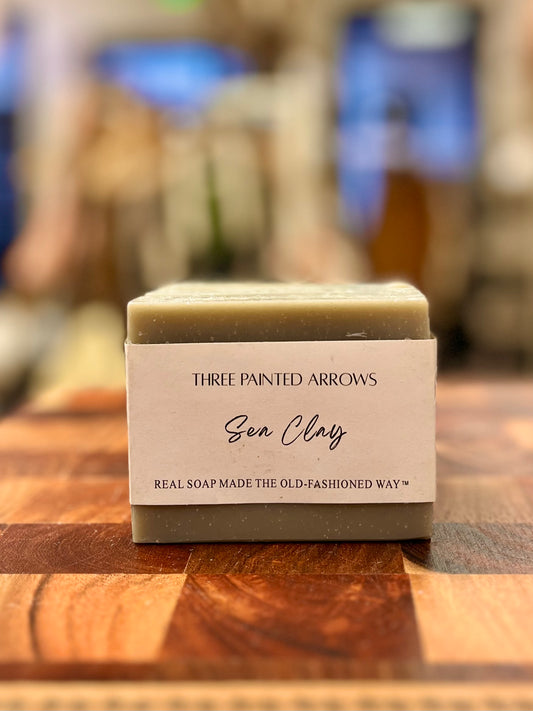 THREE PAINTED ARROWS
Sea Clay
REAL SOAP MADE THE OLD-FASHIONED WAY™